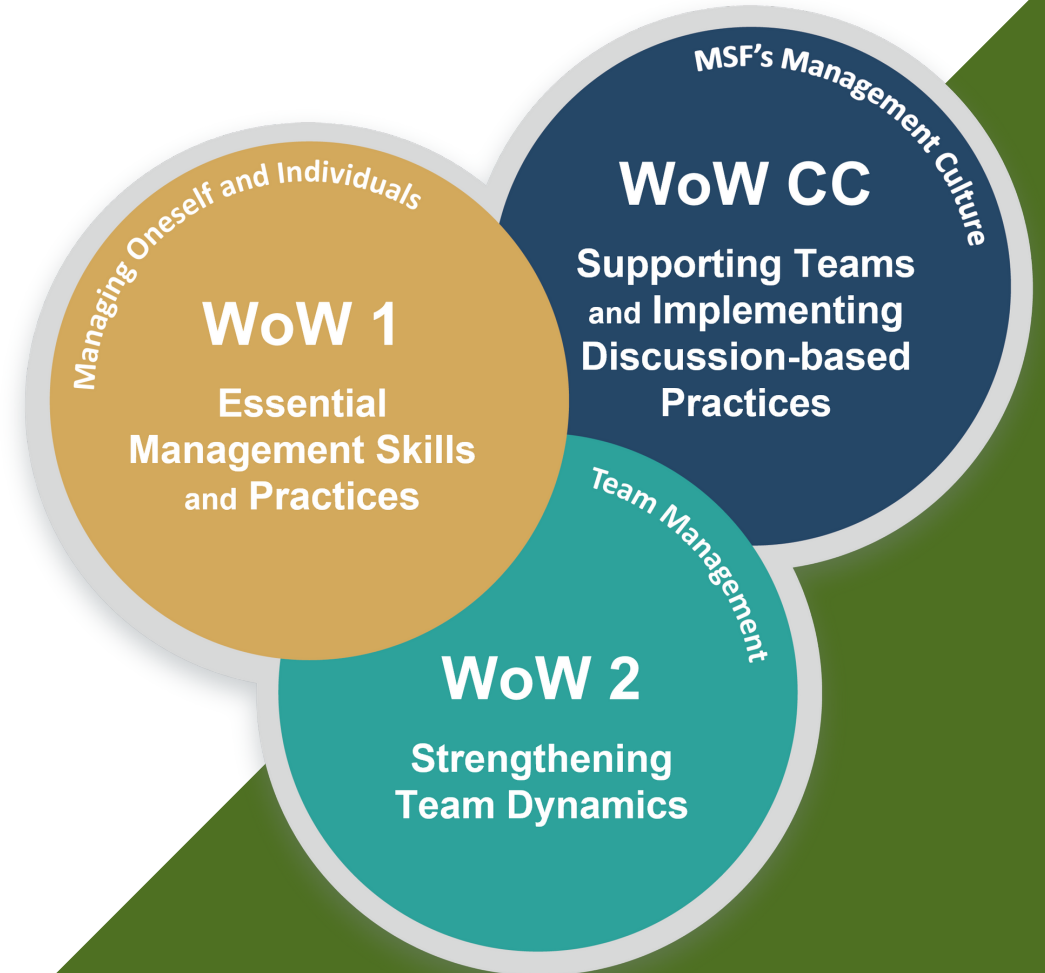 Managing Oneself and Individuals
WoW 1
Essential
Management Skills
and Practices
MSF's Management Culture
WoW CC
Supporting Teams
and Implementing
Discussion-based
Practices
Team Management
WoW 2
Strengthening
Team Dynamics